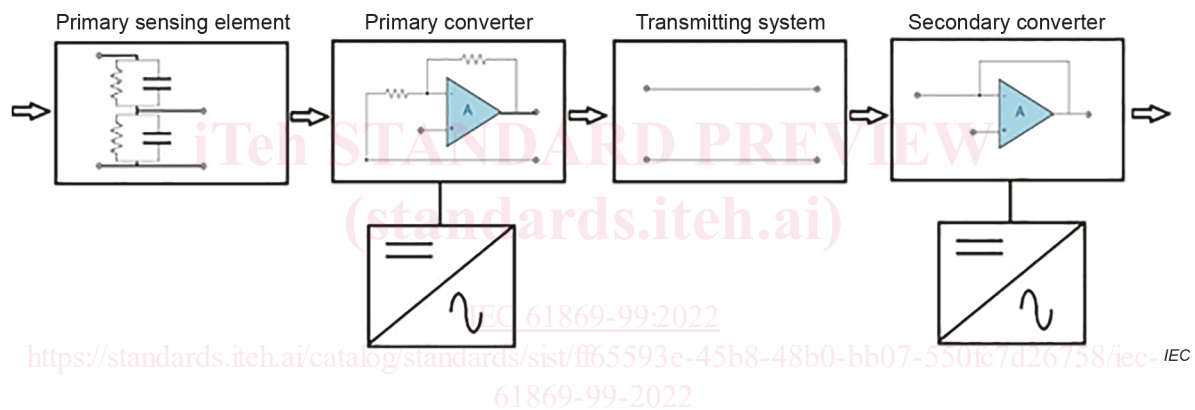 Primary sensing element Primary converter Transmitting system Secondary converter
A A
iTeh STANDARD PREVIEW
(standards.iteh.ai)
IEC 61869-99:2022
https://standards.iteh.ai/catalog/standards/sist/ff65593e-45b8-48b0-bb07-550fc7d26758/iec-
61869-99-2022
IEC